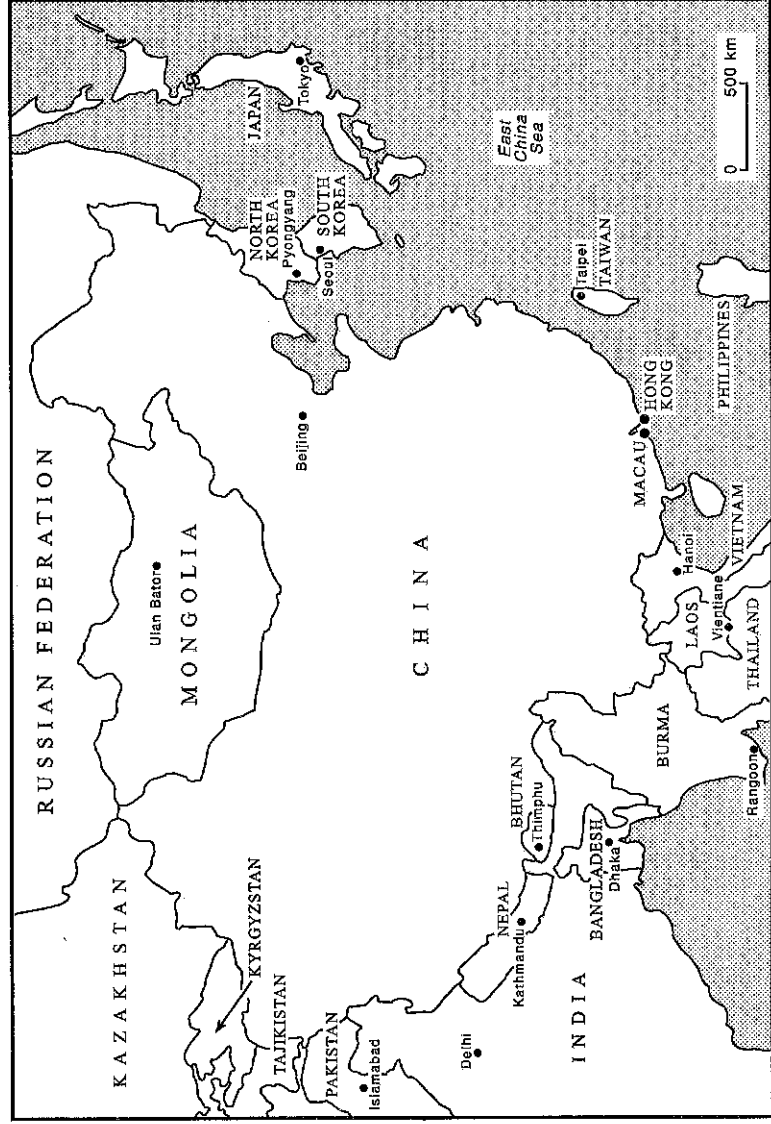 RUSSIAN FEDERATION
KAZAKHSTAN
Ulan Bator
MONGOLIA
KYRGYZSTAN
TAJIKISTAN
PAKISTAN
Islamabad
CHINA
Beijing
NORTH
KOREA
Pyongyang
Seoul
SOUTH
KOREA
JAPAN
Tokyo
East
China
Sea
Delhi
NEPAL
Kathmandu
BHUTAN
Thimphu
INDIA
BANGLADESH
Dhaka
BURMA
Rangoon
LAOS
Vientiane
THAILAND
Hanoi
VIETNAM
MACAU
HONG
KONG
Taipei
TAIWAN
PHILIPPINES
0 500 km